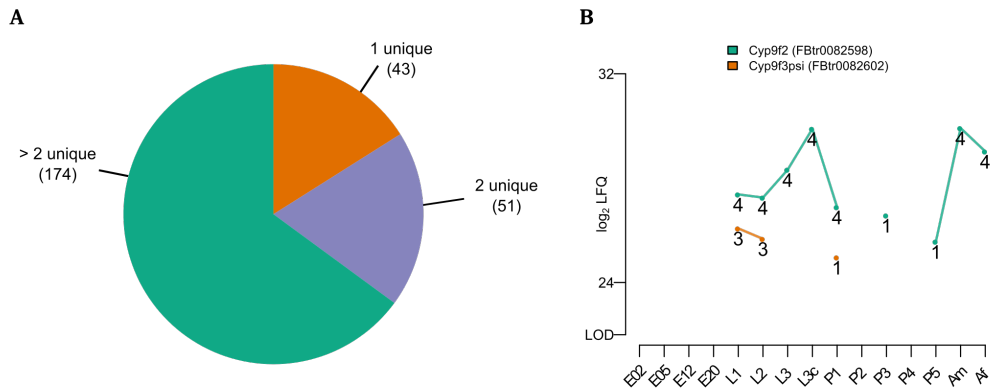 A
1 unique
(43)
> 2 unique
(174)
2 unique
(51)
B
Cyp9f2 (FBtr0082598)
Cyp9f3psi (FBtr0082602)
32
24
LOD
log2 LFQ
4
4
4
4
4
1
1
4
4
3
3
1
E02
E05
E12
E20
L1
L2
L3
L3c
P1
P2
P3
P4
P5
Am
Af